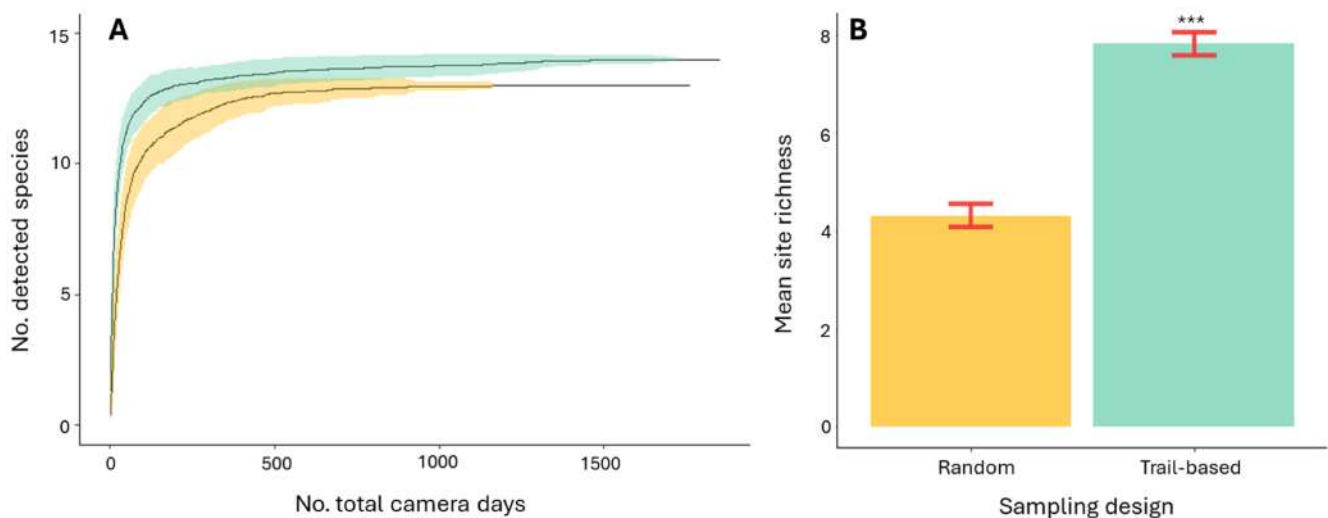 A
15
10
5
0
0 500 1000 1500
No. detected species
No. total camera days
B
***
8
6
4
2
0
Mean site richness
Random Trail-based
Sampling design